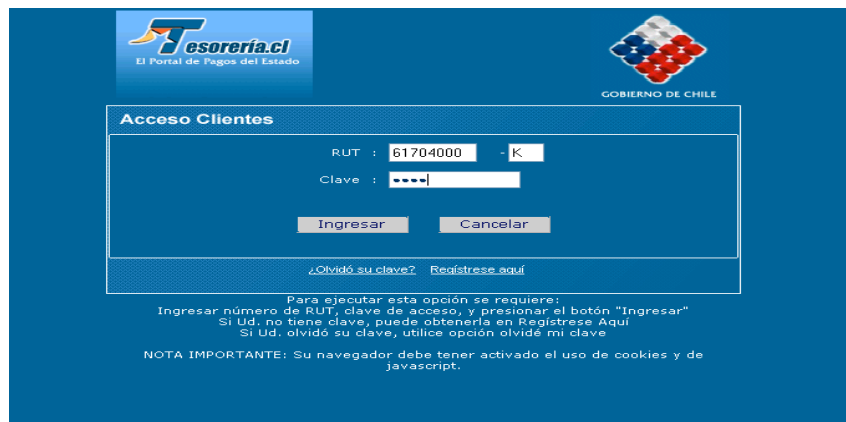 Tesorería.cl
El Portal de Pagos del Estado
GOBIERNO DE CHILE
Acceso Clientes
RUT : 61704000 - K
Clave : ••••
Ingresar Cancelar
¿Olvidó su clave? Regístrese aquí
Para ejecutar esta opción se requiere:
Ingresar número de RUT, clave de acceso, y presionar el botón "Ingresar"
Si Ud. no tiene clave, puede obtenerla en Regístrese Aquí
Si Ud. olvidó su clave, utilice opción olvidé mi clave
NOTA IMPORTANTE: Su navegador debe tener activado el uso de cookies y de
javascript.